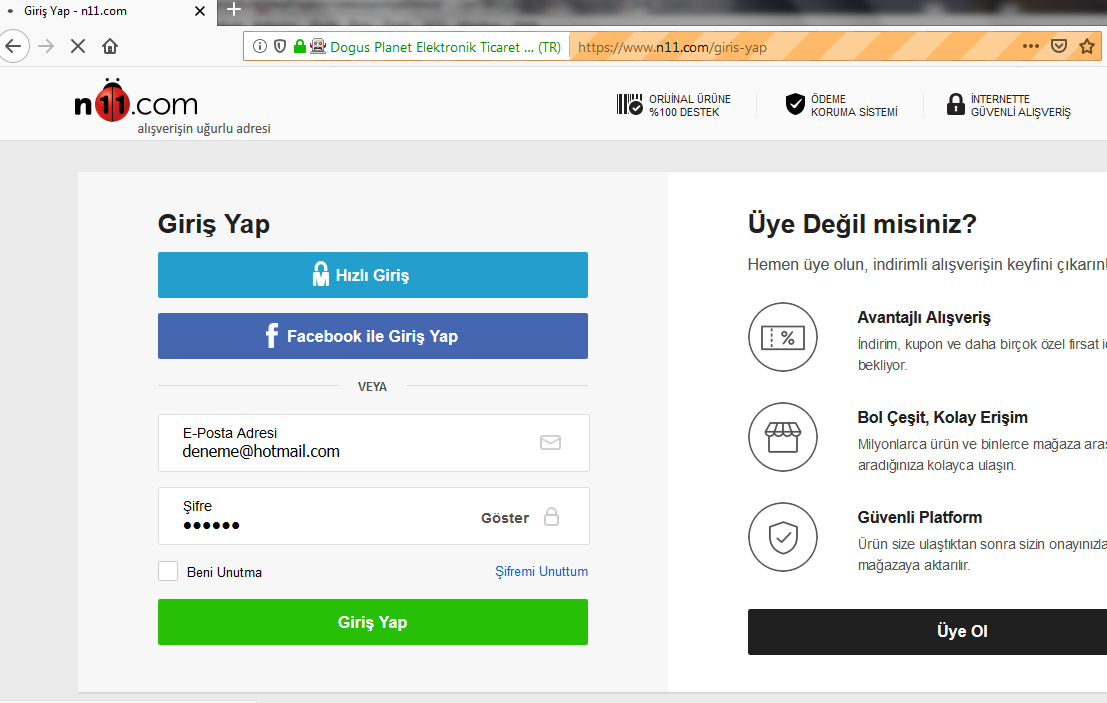 Giriş Yap - n11.com
Dogus Planet Elektronik Ticaret ... (TR)
https://www.n11.com/giris-yap
n11.com
alışverişin uğurlu adresi
ORİJİNAL ÜRÜNE
%100 DESTEK
ÖDEME
KORUMA SİSTEMİ
İNTERNETTE
GÜVENLİ ALIŞVERİŞ
Giriş Yap
Hızlı Giriş
Facebook ile Giriş Yap
VEYA
E-Posta Adresi
deneme@hotmail.com
Şifre
●●●●●●
Göster
Beni Unutma
Şifremi Unuttum
Giriş Yap
Üye Değil misiniz?
Hemen üye olun, indirimli alışverişin keyfini çıkarın!
Avantajlı Alışveriş
İndirim, kupon ve daha birçok özel fırsat
bekliyor.
Bol Çeşit, Kolay Erişim
Milyonlarca ürün ve binlerce mağaza
aradığınıza kolayca ulaşın.
Güvenli Platform
Ürün size ulaştıktan sonra sizin onayınızla
mağazaya aktarılır.
Üye Ol